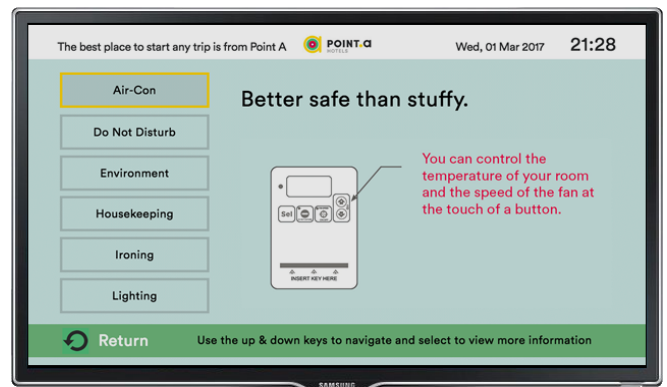 The best place to start any trip is from Point A
POINT A
HOTELS
Wed, 01 Mar 2017
21:28
Air-Con
Do Not Disturb
Environment
Housekeeping
Ironing
Lighting
Better safe than stuffy.
You can control the
temperature of your room
and the speed of the fan at
the touch of a button.
Sel
INSERT KEY HERE
Return
Use the up & down keys to navigate and select to view more information
SAMSUNG